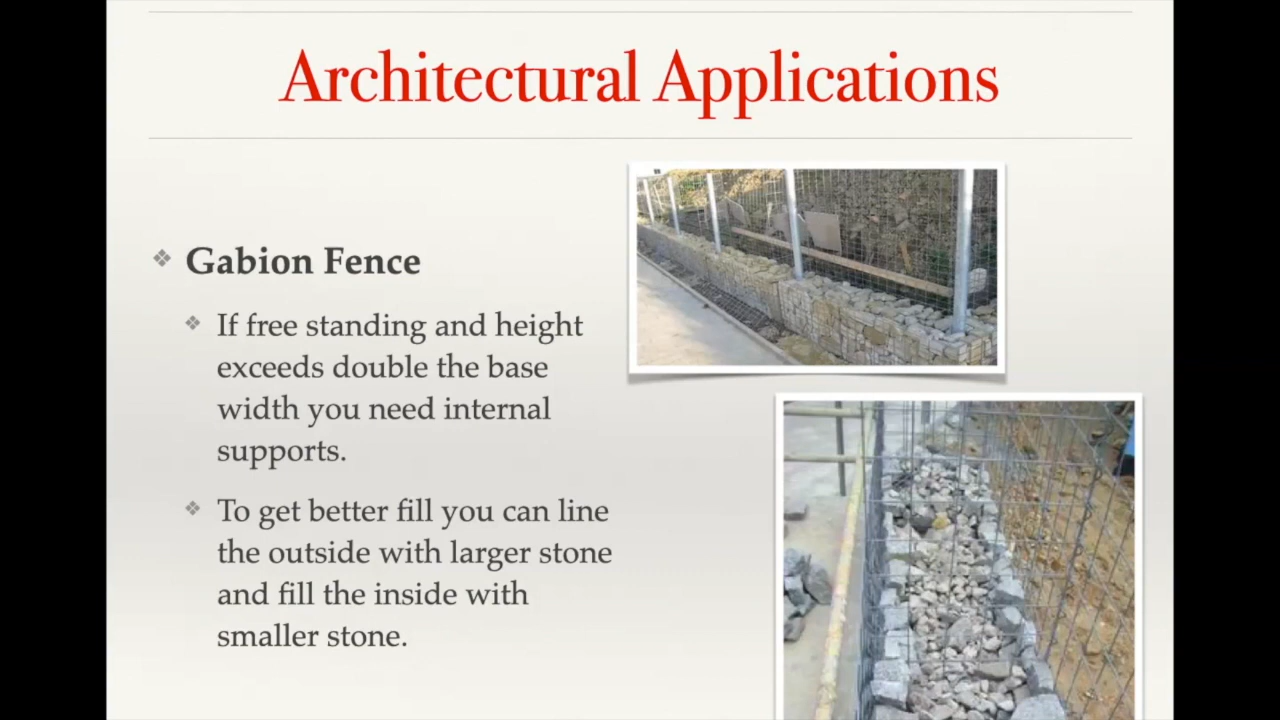 Architectural Applications
Gabion Fence
If free standing and height
exceeds double the base
width you need internal
supports.
To get better fill you can line
the outside with larger stone
and fill the inside with
smaller stone.